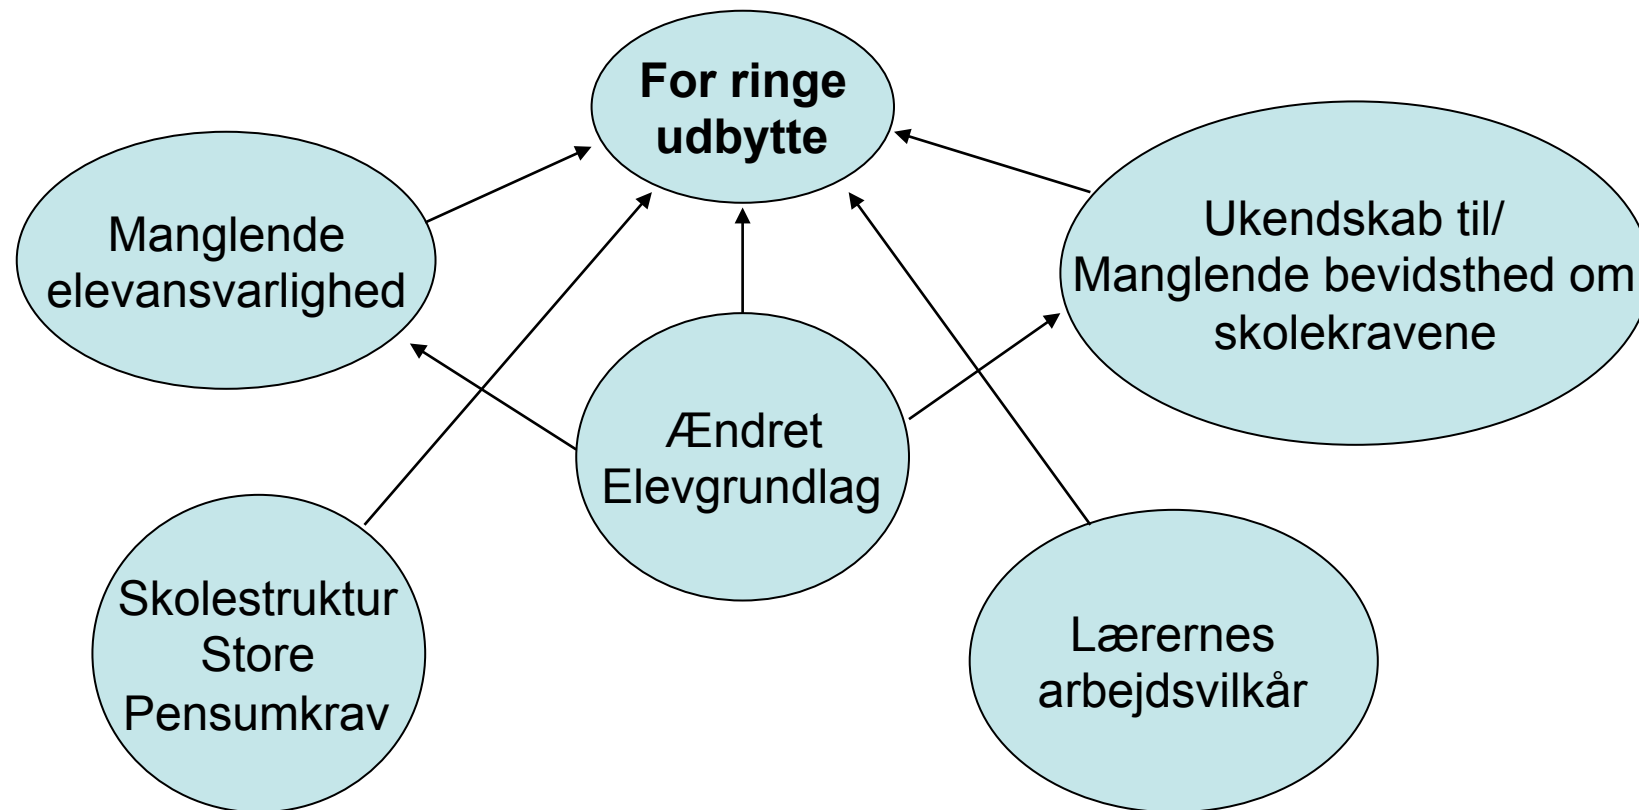 For ringe
udbytte
Manglende
elevansvarlighed
Ukendskab til/
Manglende bevidsthed om
skolekravene
Ændret
Elevgrundlag
Skolestruktur
Store
Pensumkrav
Lærernes
arbejdsvilkår